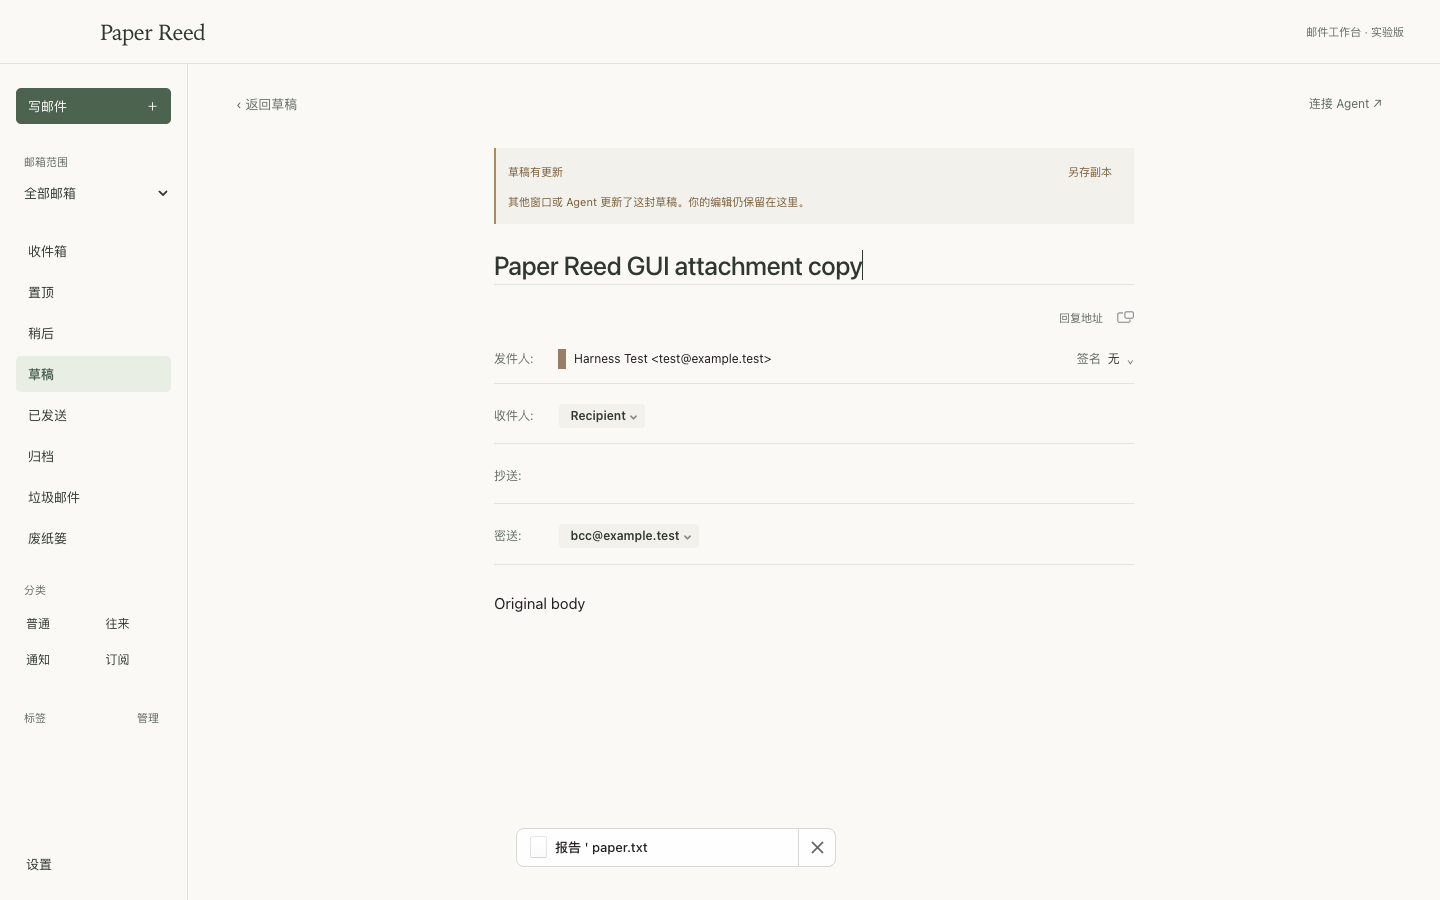 Paper Reed
邮件工作台 · 实验版
写邮件 +
邮箱范围
全部邮箱
收件箱
置顶
稍后
草稿
已发送
归档
垃圾邮件
废纸篓
分类
普通 往来
通知 订阅
标签 管理
设置
‹ 返回草稿
连接 Agent ↗
草稿有更新 另存副本
其他窗口或 Agent 更新了这封草稿。你的编辑仍保留在这里。
Paper Reed GUI attachment copy
回复地址
发件人: Harness Test <test@example.test> 签名 无
收件人: Recipient
抄送:
密送: bcc@example.test
Original body
报告 ' paper.txt